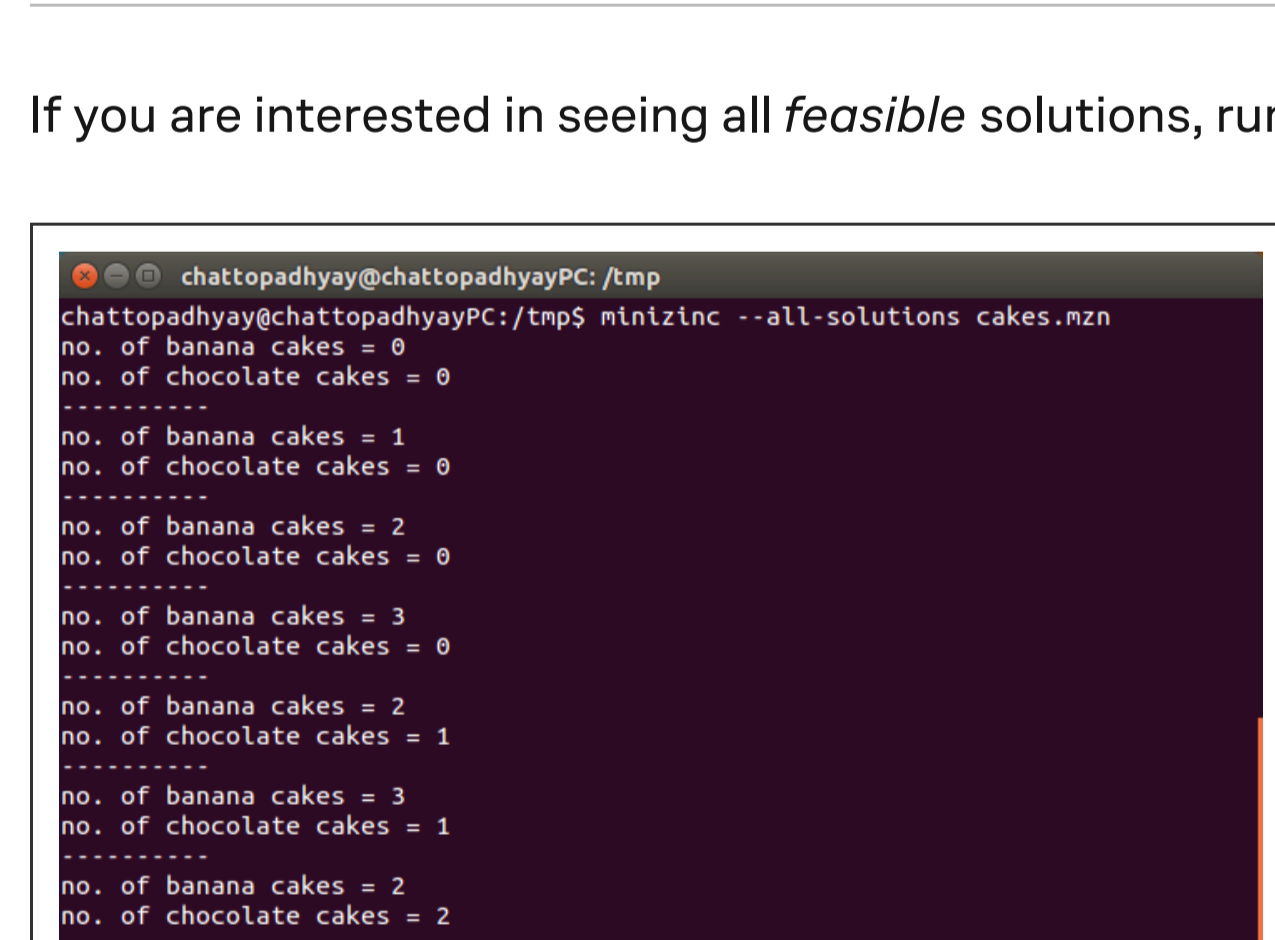 If you are interested in seeing all feasible solutions, run
chattopadhyay@chattopadhyayPC: /tmp
chattopadhyay@chattopadhyayPC:/tmp$ minizinc --all-solutions cakes.mzn
no. of banana cakes = 0
no. of chocolate cakes = 0
----------
no. of banana cakes = 1
no. of chocolate cakes = 0
----------
no. of banana cakes = 2
no. of chocolate cakes = 0
----------
no. of banana cakes = 3
no. of chocolate cakes = 0
----------
no. of banana cakes = 2
no. of chocolate cakes = 1
----------
no. of banana cakes = 3
no. of chocolate cakes = 1
----------
no. of banana cakes = 2
no. of chocolate cakes = 2